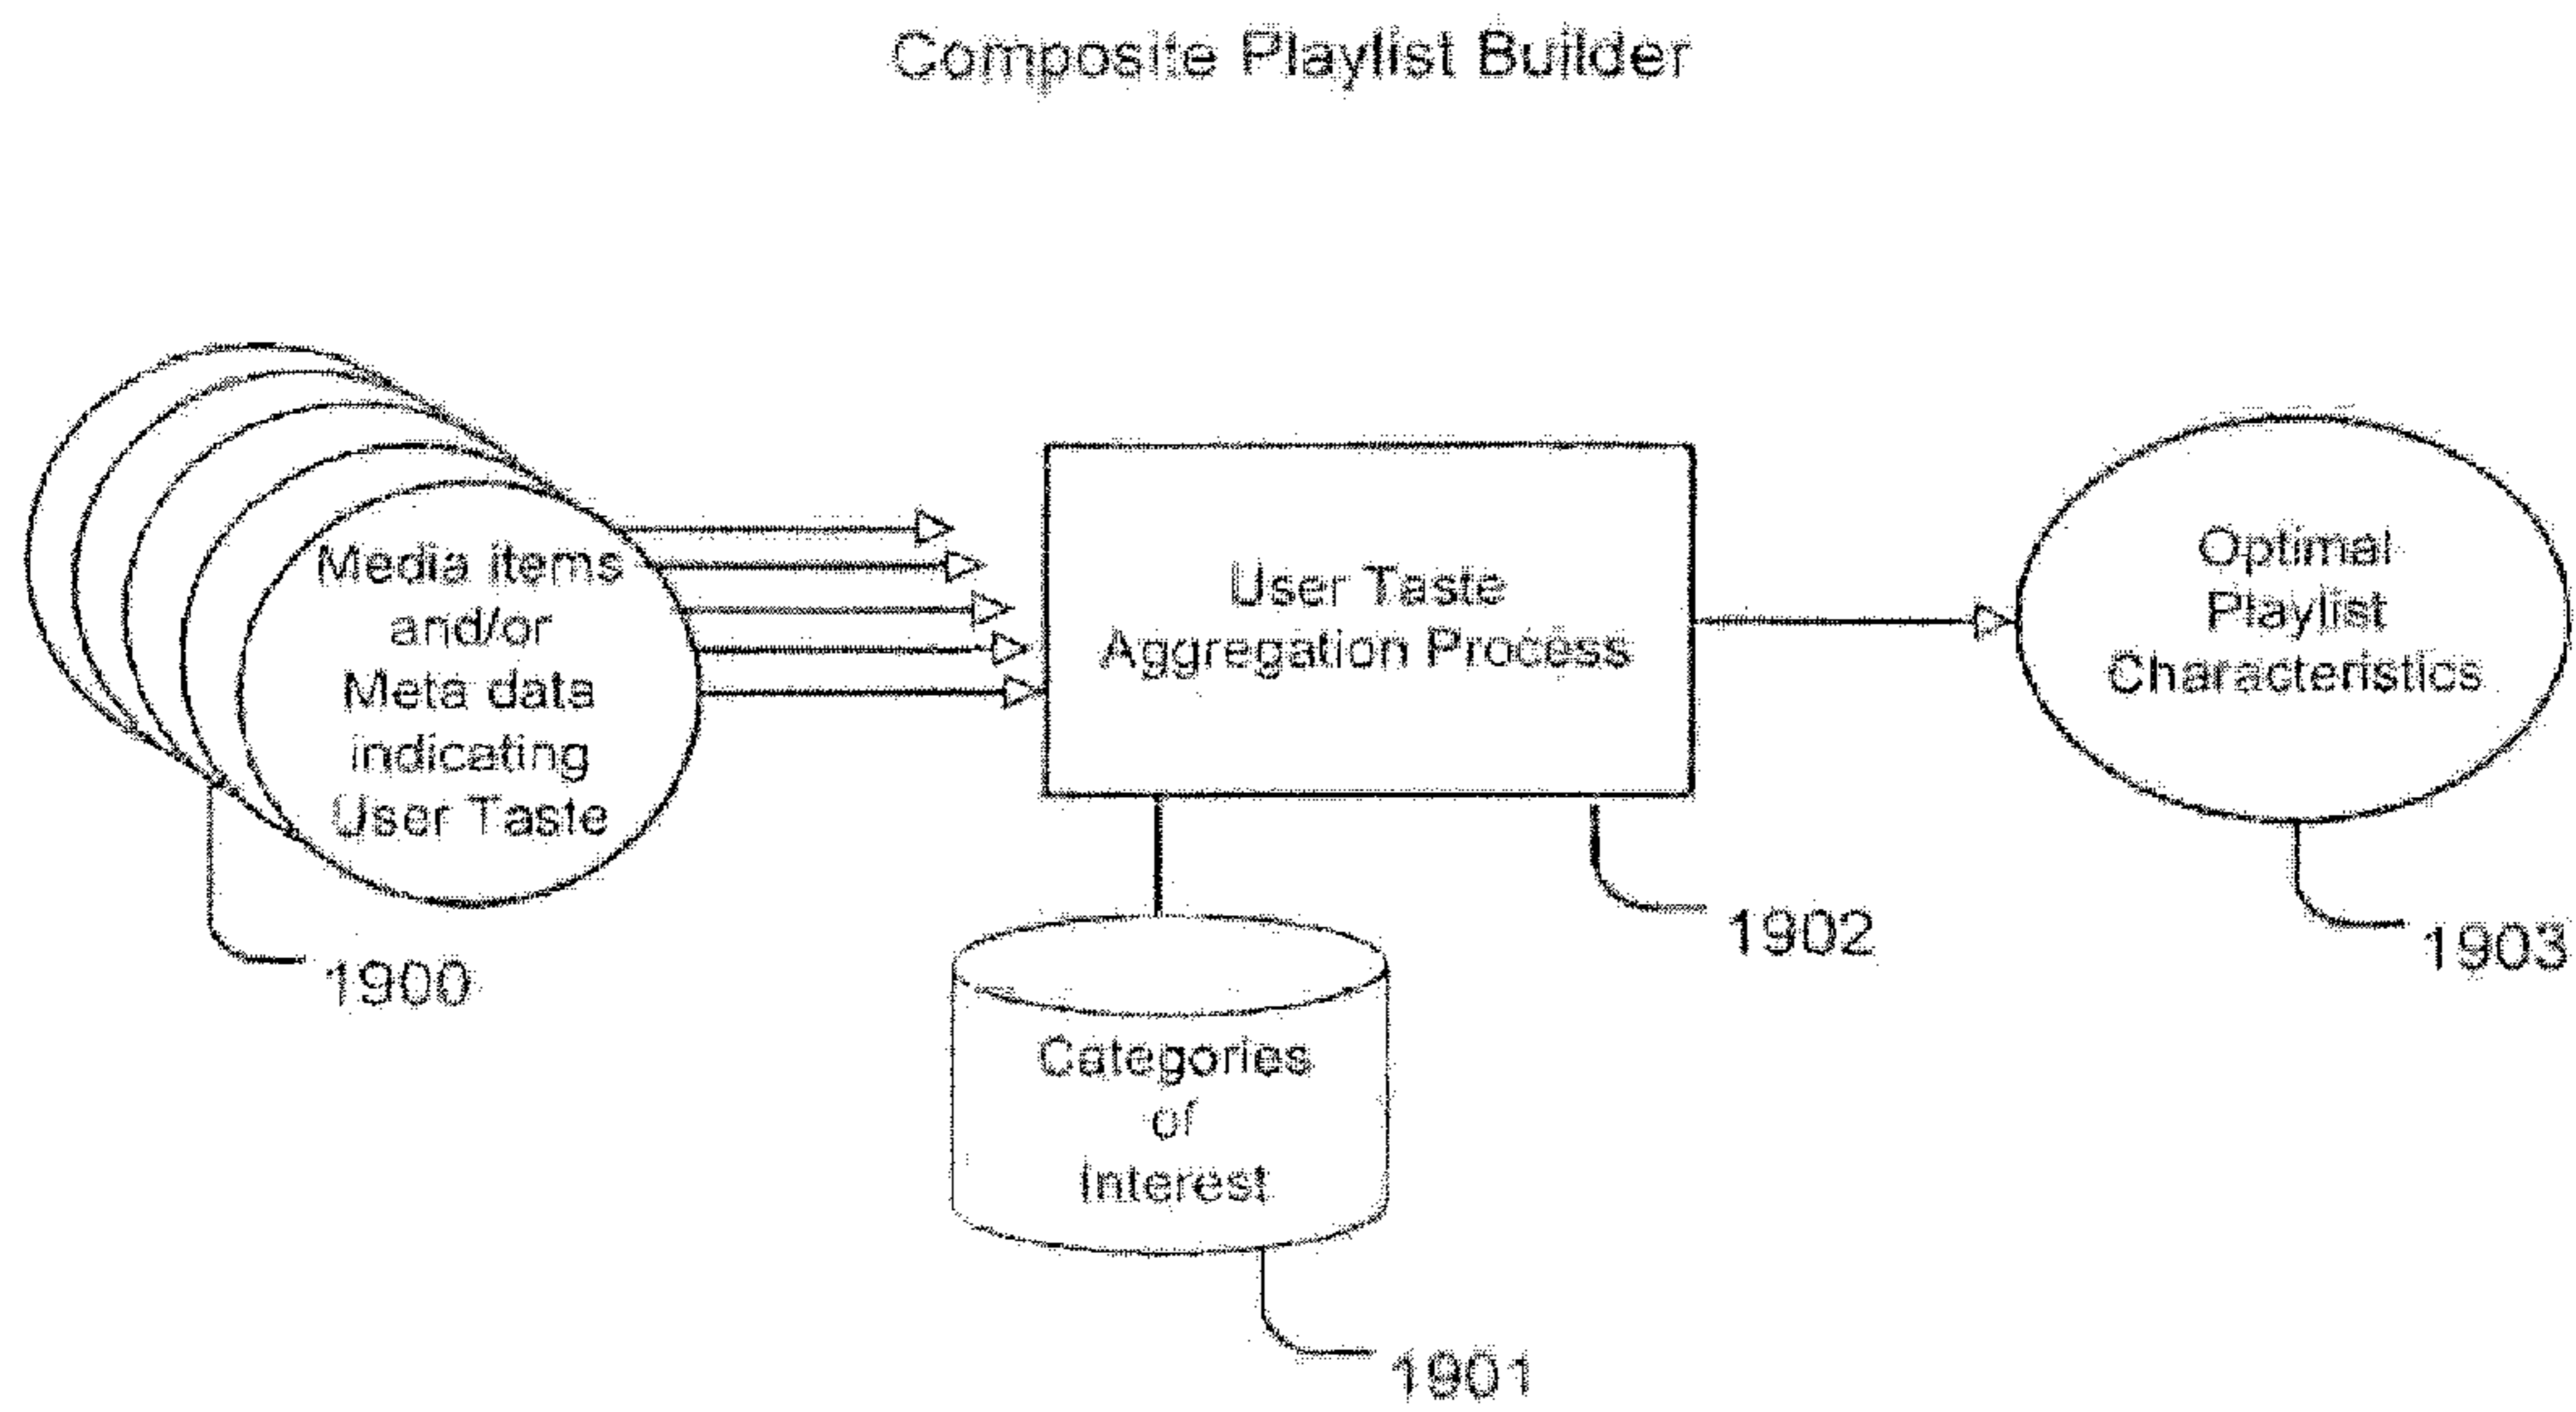 Composite Playlist Builder
Media items
and/or
Meta data
indicating
User Taste
User Taste
Aggregation Process
Optimal
Playlist
Characteristics
1900
1902
1903
Categories
of
Interest
1901